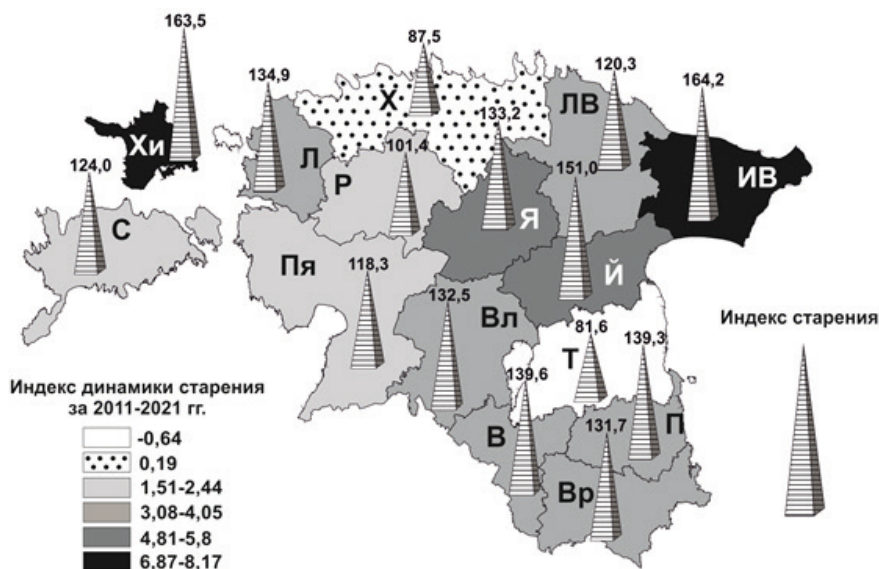 163,5
87,5
134,9
120,3
164,2
Х
ЛВ
133,2
Хи
124,0
Л
101,4
151,0
ИВ
Р
С
Я
Пя
118,3
Й
132,5
Вл
81,6
139,3
Индекс старения
Т
139,6
Индекс динамики старения
за 2011-2021 гг.
В
131,7
П
-0,64
Вр
0,19
1,51-2,44
3,08-4,05
4,81-5,8
6,87-8,17